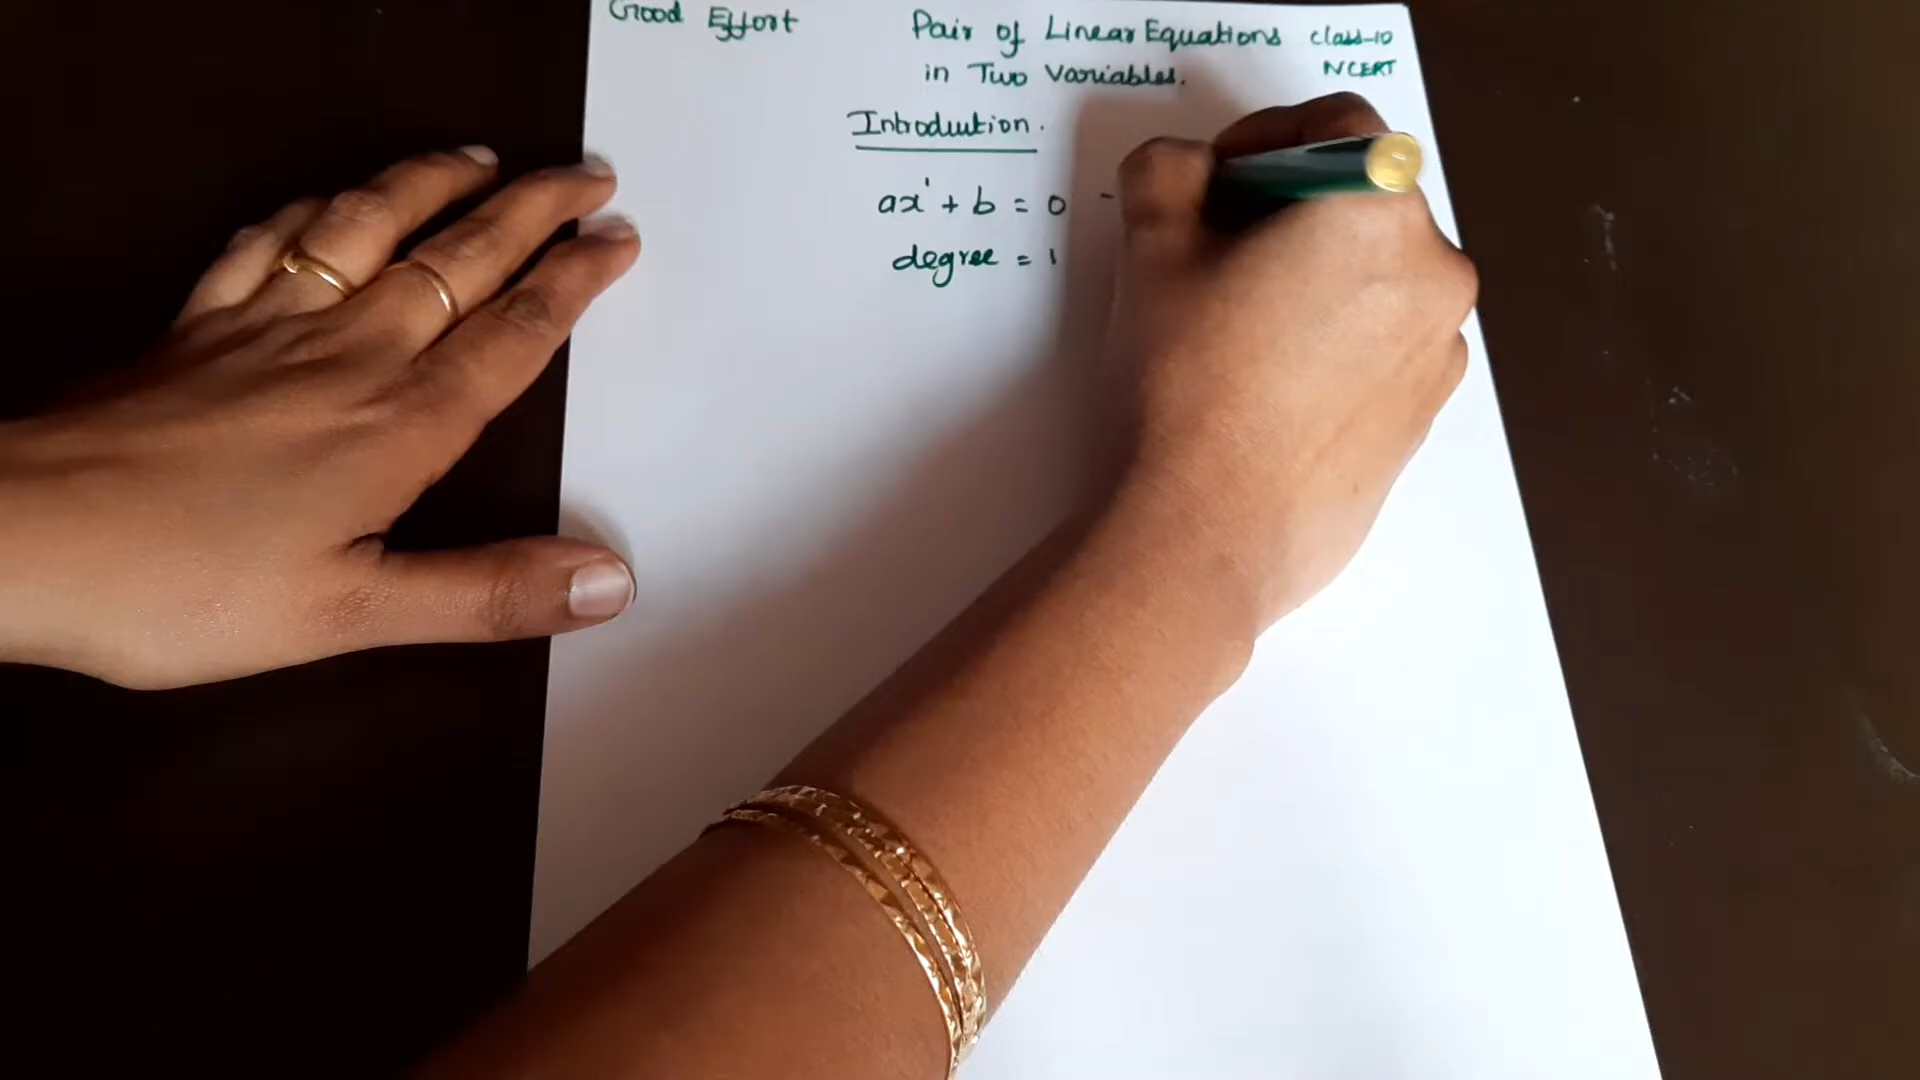 Good Effort
Pair of Linear Equations
in Two Variables.
Class-10
NCERT
Introduction.
ax¹ + b = 0 -
degree = 1